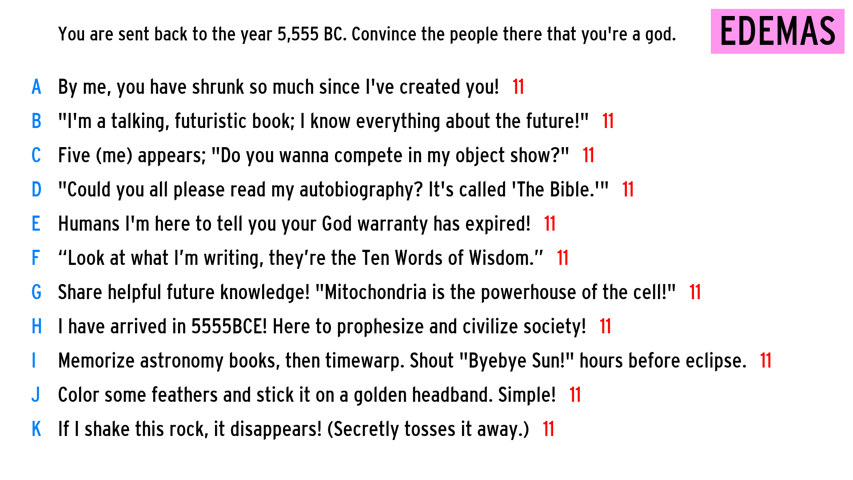 You are sent back to the year 5,555 BC. Convince the people there that you're a god.
EDEMAS
A By me, you have shrunk so much since I've created you! 11
B "I'm a talking, futuristic book; I know everything about the future!" 11
C Five (me) appears; "Do you wanna compete in my object show?" 11
D "Could you all please read my autobiography? It's called 'The Bible.'" 11
E Humans I'm here to tell you your God warranty has expired! 11
F “Look at what I’m writing, they’re the Ten Words of Wisdom.” 11
G Share helpful future knowledge! "Mitochondria is the powerhouse of the cell!" 11
H I have arrived in 5555BCE! Here to prophesize and civilize society! 11
I Memorize astronomy books, then timewarp. Shout "Byebye Sun!" hours before eclipse. 11
J Color some feathers and stick it on a golden headband. Simple! 11
K If I shake this rock, it disappears! (Secretly tosses it away.) 11